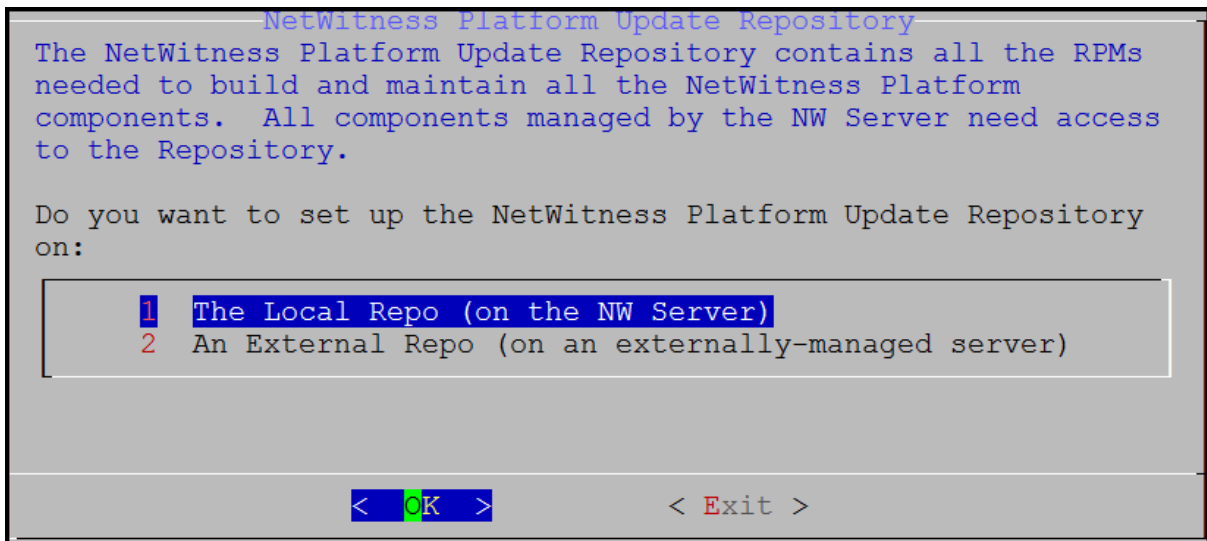 NetWitness Platform Update Repository
The NetWitness Platform Update Repository contains all the RPMs
needed to build and maintain all the NetWitness Platform
components.  All components managed by the NW Server need access
to the Repository.
Do you want to set up the NetWitness Platform Update Repository
on:
1 The Local Repo (on the NW Server)
2 An External Repo (on an externally-managed server)
< OK > < Exit >